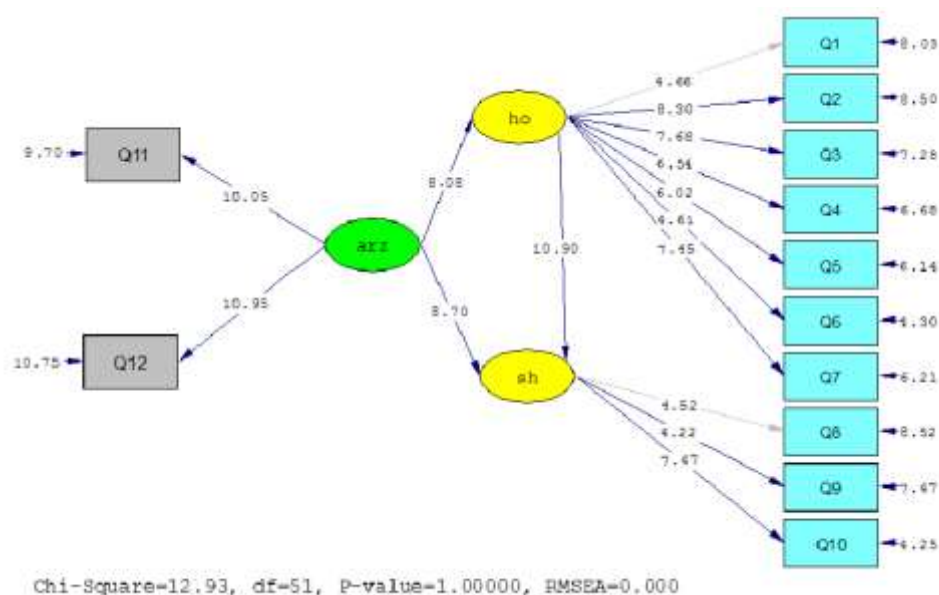 Q1
8.03
4.66
ho
Q2
8.50
8.30
Q11
9.70
7.68
Q3
7.28
6.54
8.08
6.02
Q4
6.68
10.05
4.61
arz
10.90
7.45
Q5
6.14
10.95
8.70
Q6
4.30
Q12
10.75
sh
Q7
6.21
4.52
4.22
Q8
8.52
7.47
Q9
7.47
Q10
4.25
Chi-Square=12.93, df=51, P-value=1.00000, RMSEA=0.000